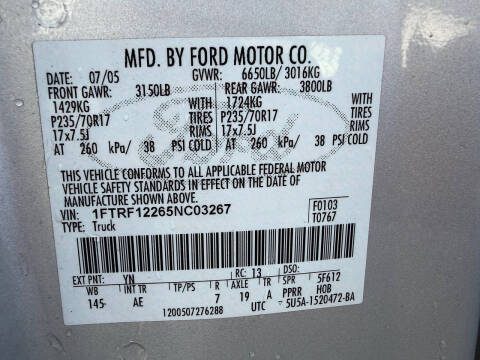 MFD. BY FORD MOTOR CO.
DATE: 07/05 GVWR: 6650LB/ 3016KG
FRONT GAWR: 3150LB REAR GAWR: 3800LB
1429KG WITH 1724KG WITH
P235/70R17 TIRES P235/70R17 TIRES
17x7.5J RIMS 17x7.5J RIMS
AT 260 kPa/ 38 PSI COLD AT 260 kPa/ 38 PSI COLD
Ford
THIS VEHICLE CONFORMS TO ALL APPLICABLE FEDERAL MOTOR
VEHICLE SAFETY STANDARDS IN EFFECT ON THE DATE OF
MANUFACTURE SHOWN ABOVE.
VIN: 1FTRF12265NC03267 F0103
TYPE: Truck T0767
EXT PNT: YN RC: 13 DSO:
WB INT TR TP/PS R AXLE TR SPR 5F612
145 AE 7 19 A PPRR HOB
1200507276288 UTC 5U5A-1520472-BA